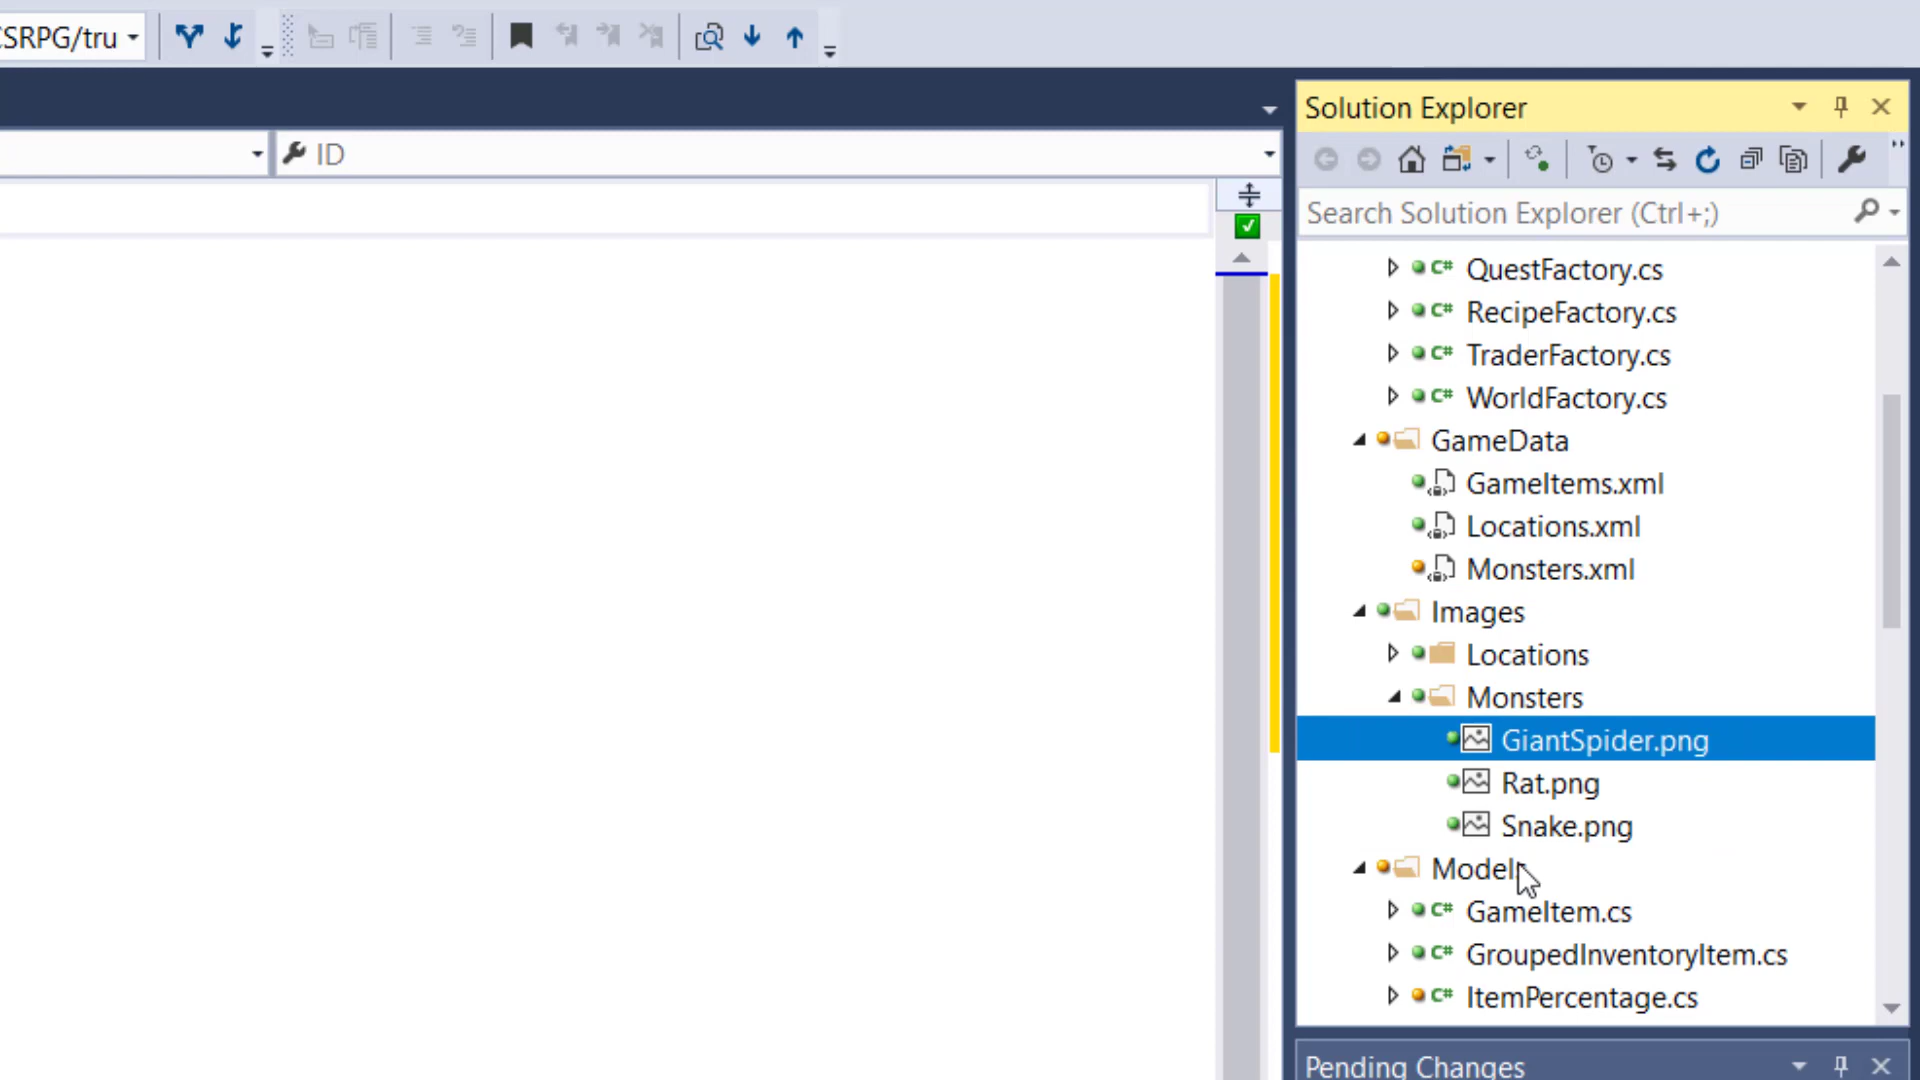 CSRPG/tru
Solution Explorer
ID
Search Solution Explorer (Ctrl+;)
C# QuestFactory.cs
C# RecipeFactory.cs
C# TraderFactory.cs
C# WorldFactory.cs
GameData
GameItems.xml
Locations.xml
Monsters.xml
Images
Locations
Monsters
GiantSpider.png
Rat.png
Snake.png
Models
C# GameItem.cs
C# GroupedInventoryItem.cs
C# ItemPercentage.cs
Pending Changes